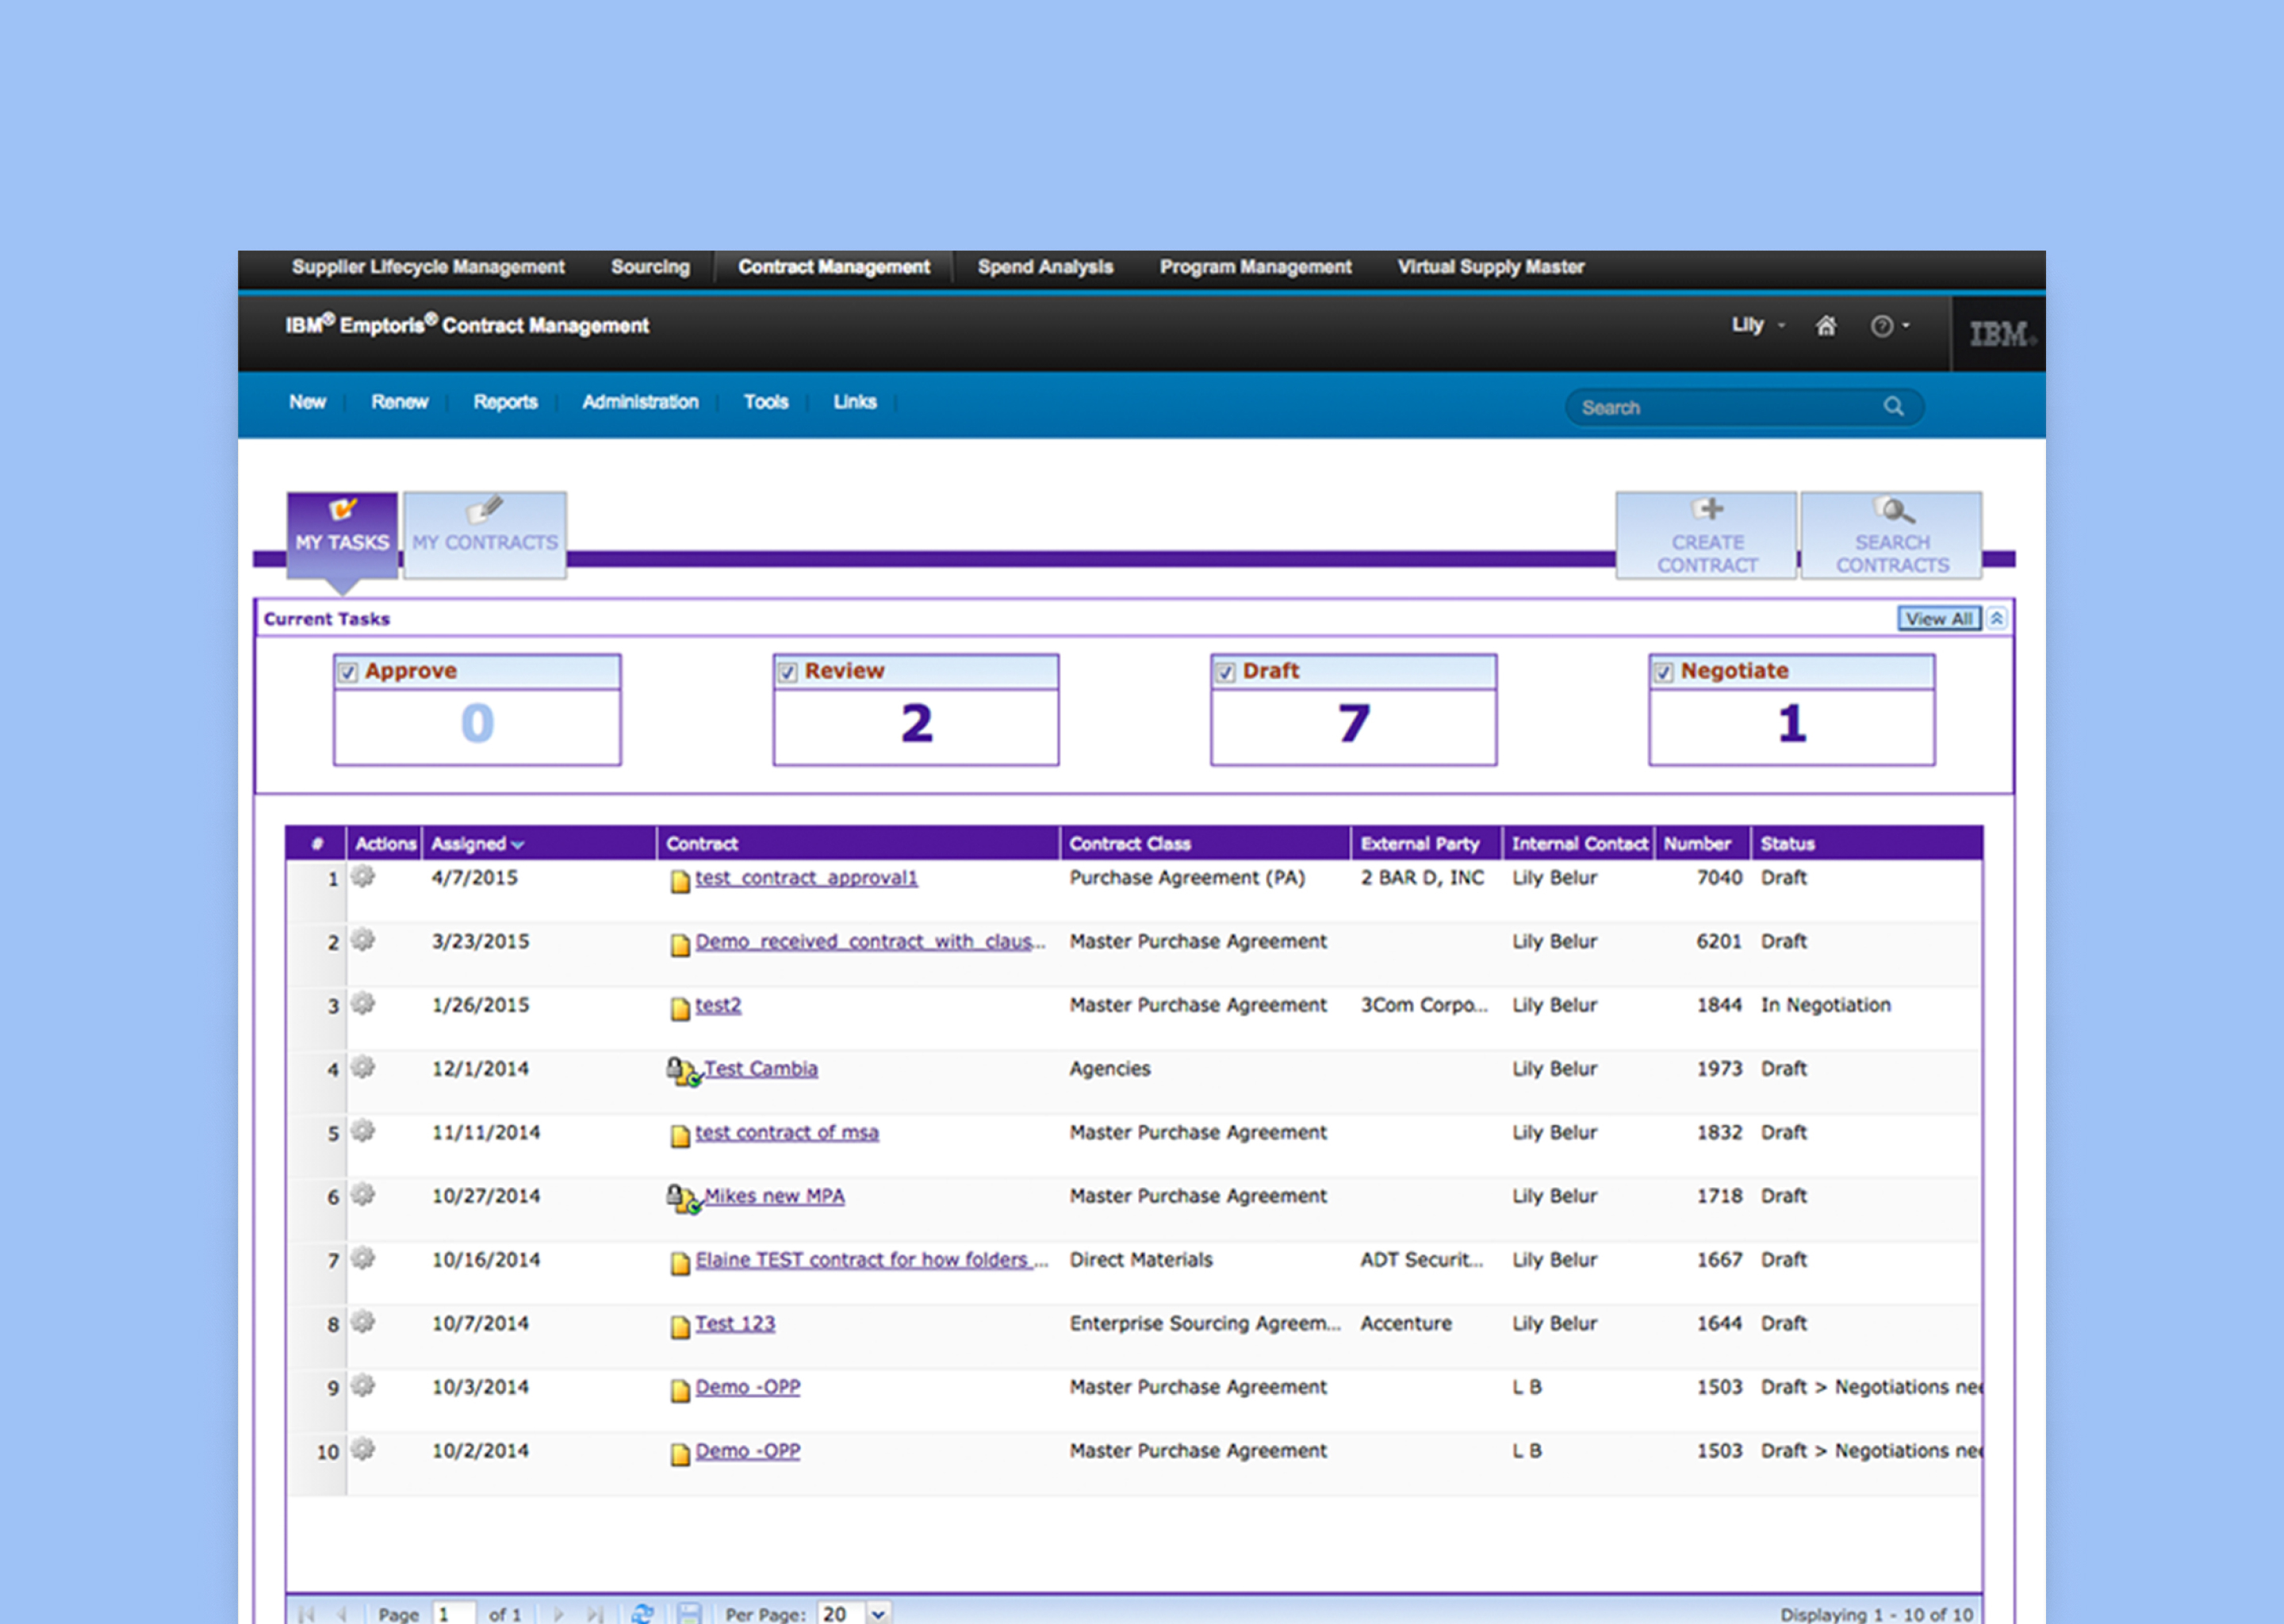 Supplier Lifecycle Management Sourcing Contract Management Spend Analysis Program Management Virtual Supply Master
IBM® Emptoris® Contract Management Lily IBM®
New Renew Reports Administration Tools Links Search
MY TASKS MY CONTRACTS CREATE CONTRACT SEARCH CONTRACTS
Current Tasks View All
Approve Review Draft Negotiate
0 2 7 1
# Actions Assigned Contract Contract Class External Party Internal Contact Number Status
1 4/7/2015 test_contract_approval1 Purchase Agreement (PA) 2 BAR D, INC Lily Belur 7040 Draft
2 3/23/2015 Demo_received_contract_with_claus... Master Purchase Agreement Lily Belur 6201 Draft
3 1/26/2015 test2 Master Purchase Agreement 3Com Corpo... Lily Belur 1844 In Negotiation
4 12/1/2014 Test Cambia Agencies Lily Belur 1973 Draft
5 11/11/2014 test contract of msa Master Purchase Agreement Lily Belur 1832 Draft
6 10/27/2014 Mikes new MPA Master Purchase Agreement Lily Belur 1718 Draft
7 10/16/2014 Elaine TEST contract for how folders ... Direct Materials ADT Securit... Lily Belur 1667 Draft
8 10/7/2014 Test 123 Enterprise Sourcing Agreem... Accenture Lily Belur 1644 Draft
9 10/3/2014 Demo -OPP Master Purchase Agreement L B 1503 Draft > Negotiations nee
10 10/2/2014 Demo -OPP Master Purchase Agreement L B 1503 Draft > Negotiations nee
Page 1 of 1 Per Page: 20 Displaying 1 - 10 of 10